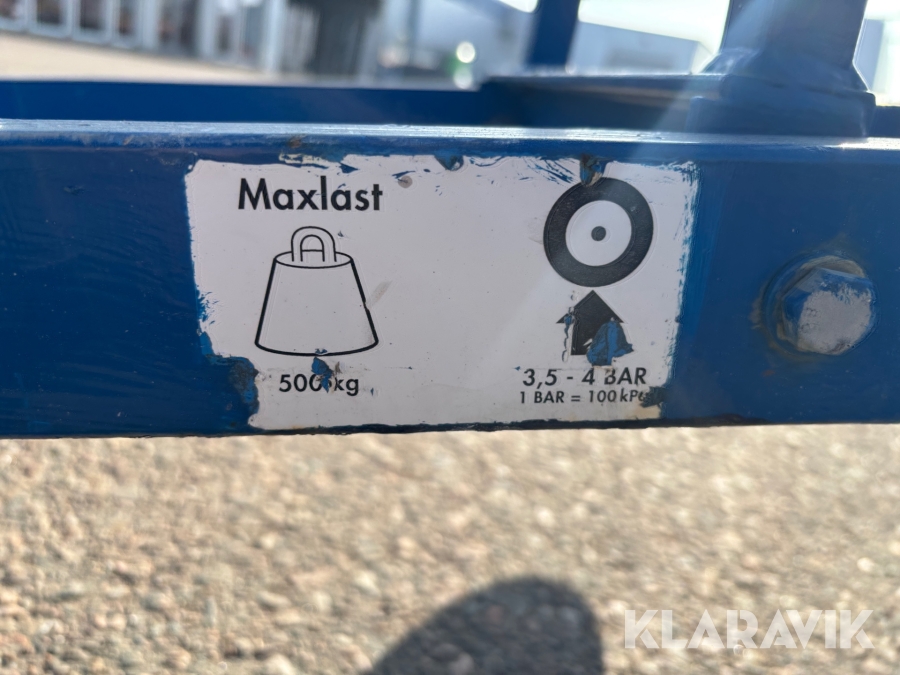 Maxlast
500 kg
3,5 - 4 BAR
1 BAR = 100 kPa
KLARAVIK